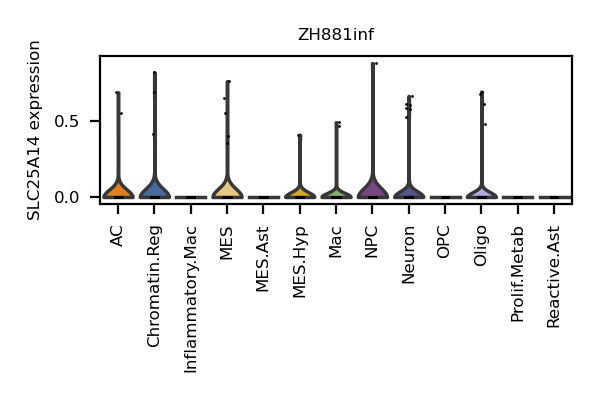 ZH881inf
SLC25A14 expression
0.5
0.0
AC
Chromatin.Reg
Inflammatory.Mac
MES
MES.Ast
MES.Hyp
Mac
NPC
Neuron
OPC
Oligo
Prolif.Metab
Reactive.Ast